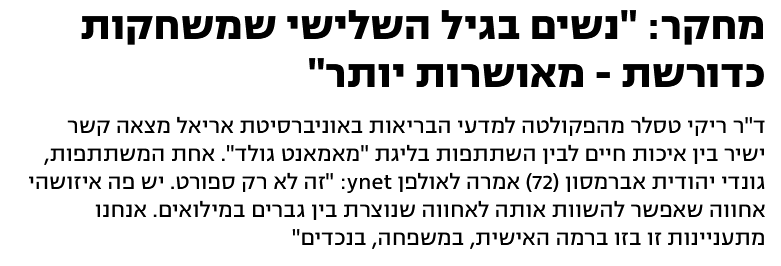 מחקר: "נשים בגיל השלישי שמשחקות
כדורשת - מאושרות יותר"
ד"ר ריקי טסלר מהפקולטה למדעי הבריאות באוניברסיטת אריאל מצאה קשר
ישיר בין איכות חיים לבין השתתפות בליגת "מאמאנט גולד". אחת המשתתפות,
גונדי יהודית אברמסון (72) אמרה לאולפן ynet: "זה לא רק ספורט. יש פה איזושהי
אחווה שאפשר להשוות אותה לאחווה שנוצרת בין גברים במילואים. אנחנו
מתעניינות זו בזו ברמה האישית, במשפחה, בנכדים"